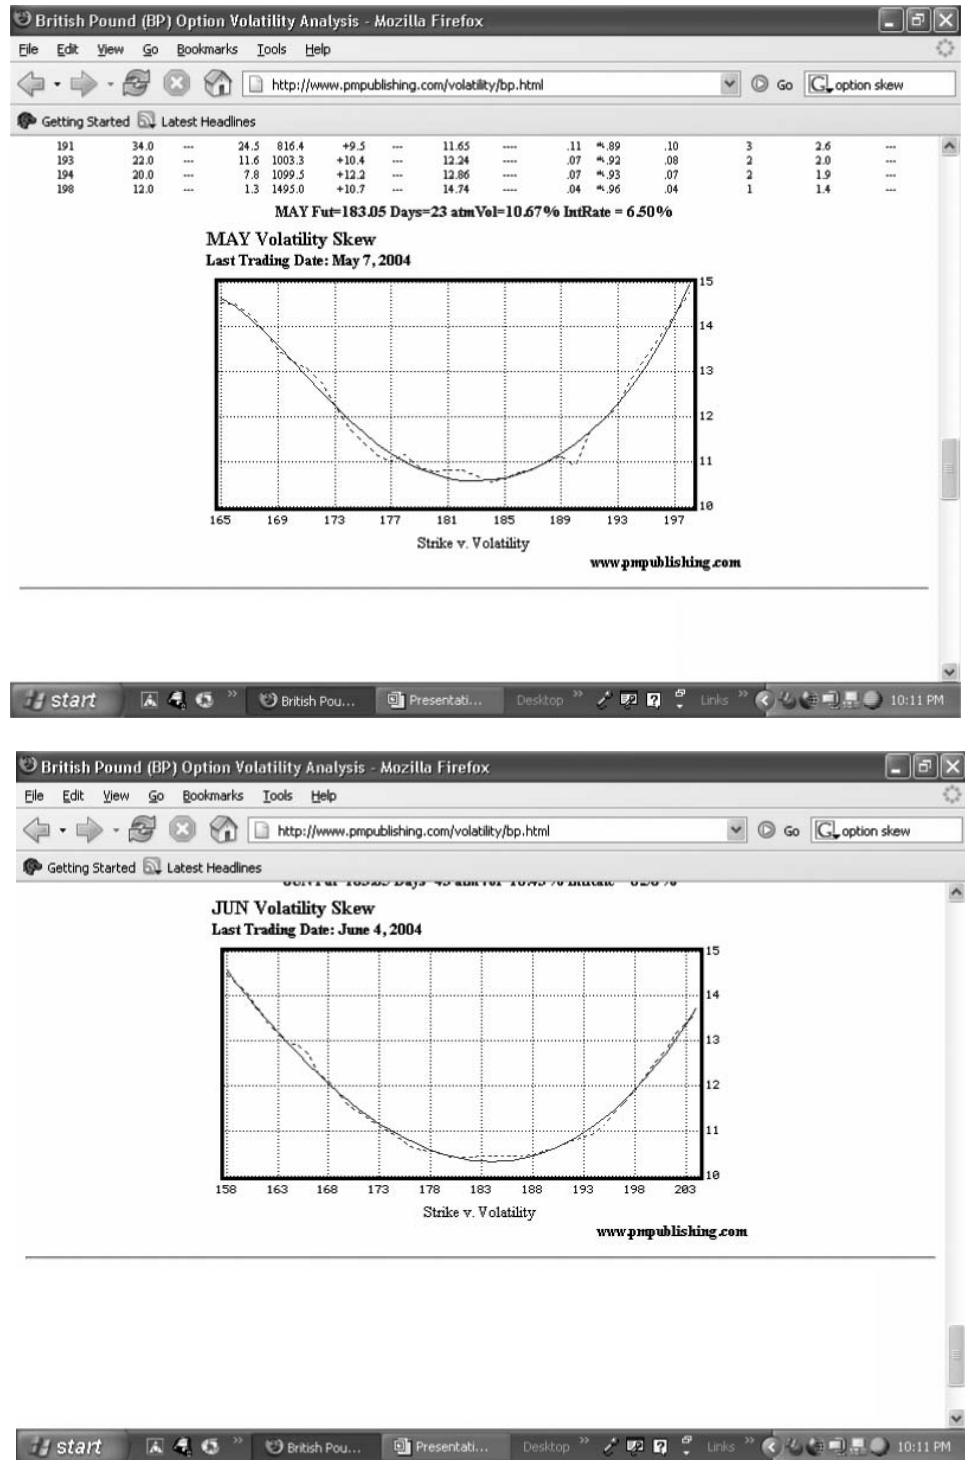 British Pound (BP) Option Volatility Analysis - Mozilla Firefox
File Edit View Go Bookmarks Tools Help
http://www.pmpublishing.com/volatility/bp.html Go G option skew
Getting Started Latest Headlines
191 34.0 --- 24.5 816.4 +9.5 --- 11.65 ---- .11 .89 .10 3 2.6 ---
193 22.0 --- 11.6 1003.3 +10.4 --- 12.24 ---- .07 .92 .08 2 2.0 ---
194 20.0 --- 7.8 1099.5 +12.2 --- 12.86 ---- .07 .93 .07 2 1.9 ---
198 12.0 --- 1.3 1495.0 +10.7 --- 14.74 ---- .04 .96 .04 1 1.4 ---
MAY Fut=183.05 Days=23 atmVol=10.67% IntRate = 6.50%
MAY Volatility Skew
Last Trading Date: May 7, 2004
15
14
13
12
11
10
165 169 173 177 181 185 189 193 197
Strike v. Volatility
www.pmpublishing.com
start » British Pou... Presentati... Desktop » Links » 10:11 PM
British Pound (BP) Option Volatility Analysis - Mozilla Firefox
File Edit View Go Bookmarks Tools Help
http://www.pmpublishing.com/volatility/bp.html Go G option skew
Getting Started Latest Headlines
JUN Volatility Skew
Last Trading Date: June 4, 2004
15
14
13
12
11
10
158 163 168 173 178 183 188 193 198 203
Strike v. Volatility
www.pmpublishing.com
start » British Pou... Presentati... Desktop » Links » 10:11 PM